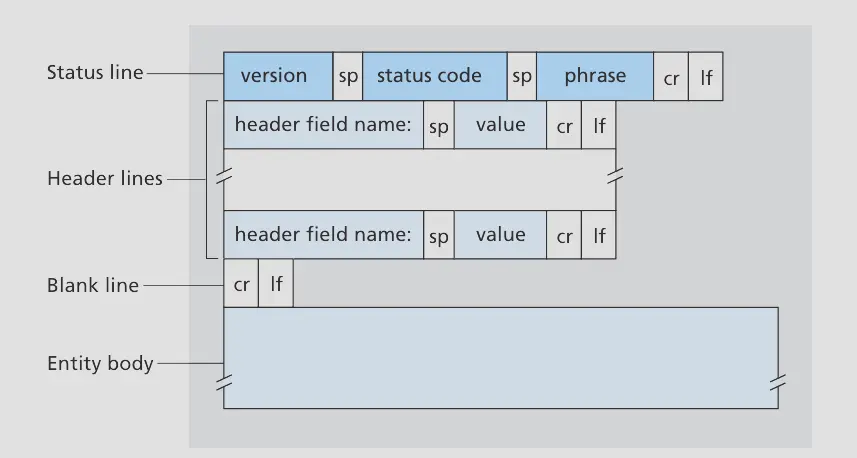 Status line version sp status code sp phrase cr lf
header field name: sp value cr lf
Header lines
header field name: sp value cr lf
Blank line cr lf
Entity body